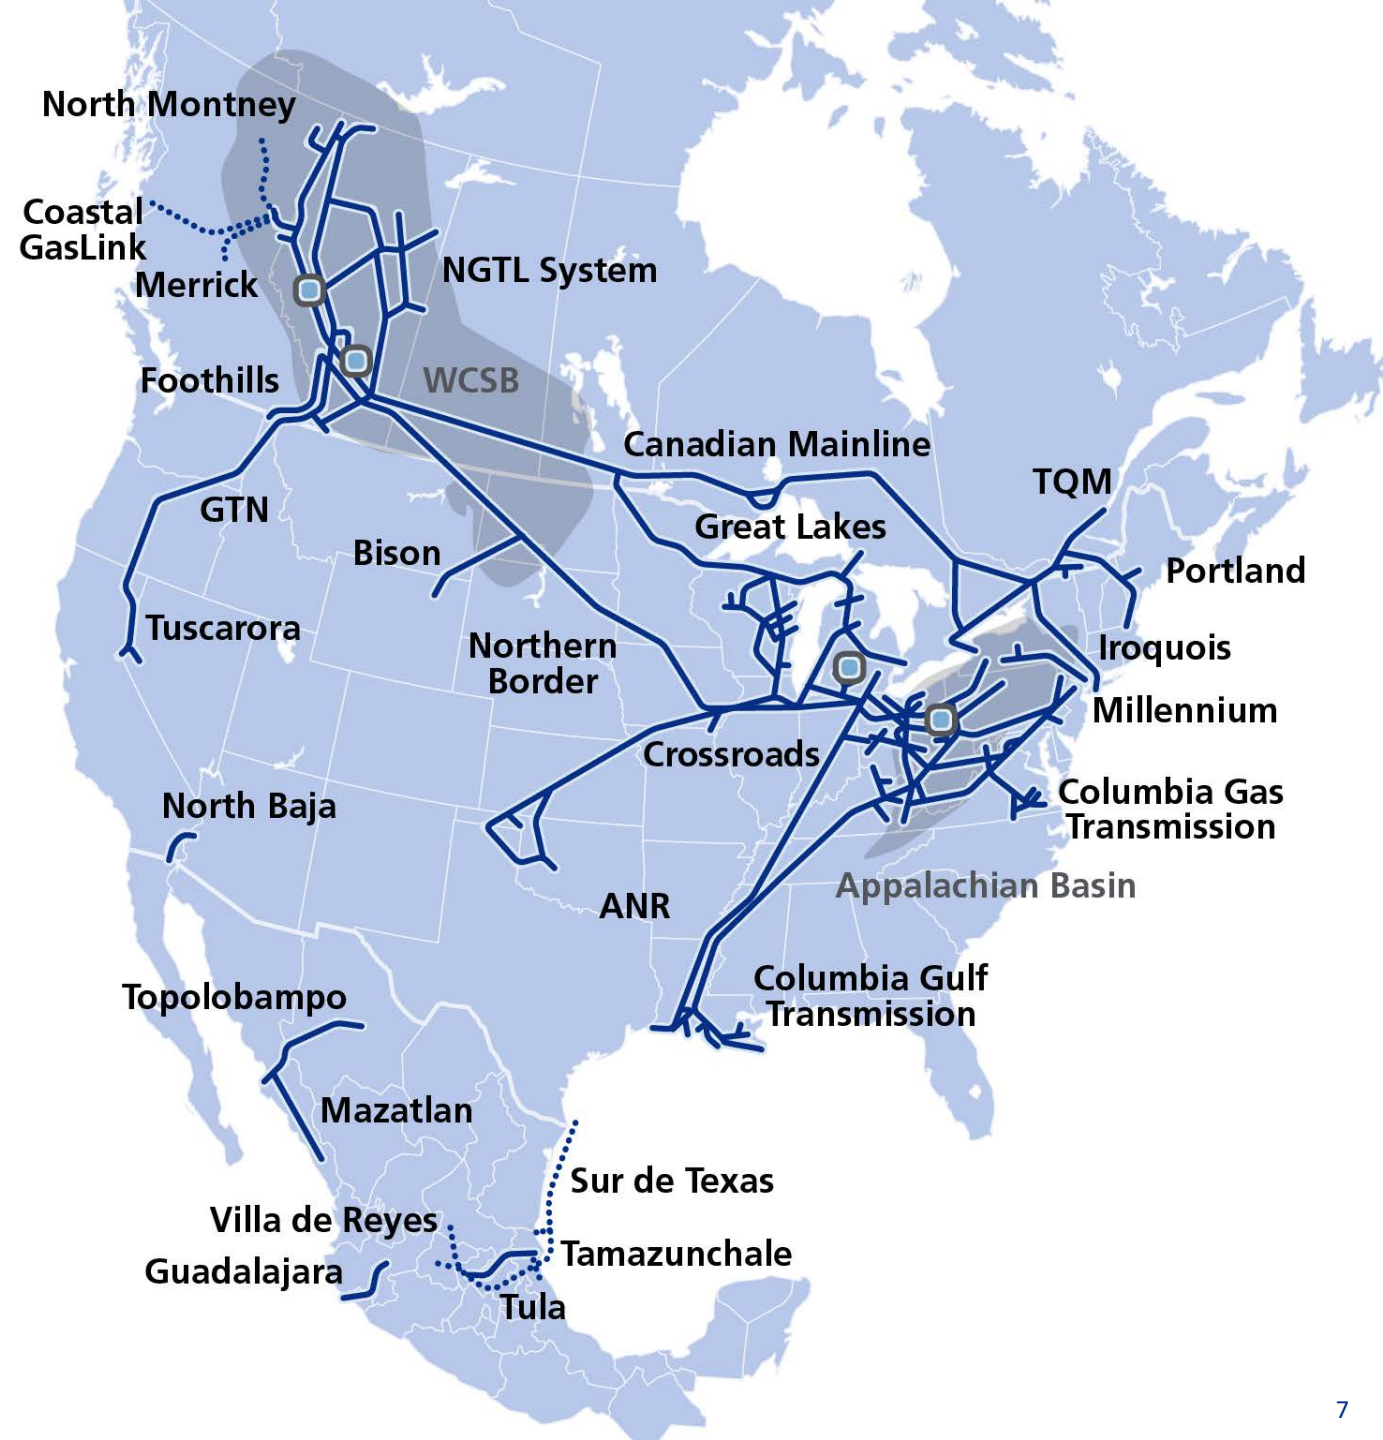 North Montney
Coastal
GasLink
Merrick
NGTL System
Foothills
WCSB
Canadian Mainline
TQM
GTN
Great Lakes
Bison
Portland
Tuscarora
Northern
Border
Iroquois
Millennium
Crossroads
North Baja
Columbia Gas
Transmission
Appalachian Basin
ANR
Columbia Gulf
Transmission
Topolobampo
Mazatlan
Sur de Texas
Villa de Reyes
Tamazunchale
Guadalajara
Tula
7